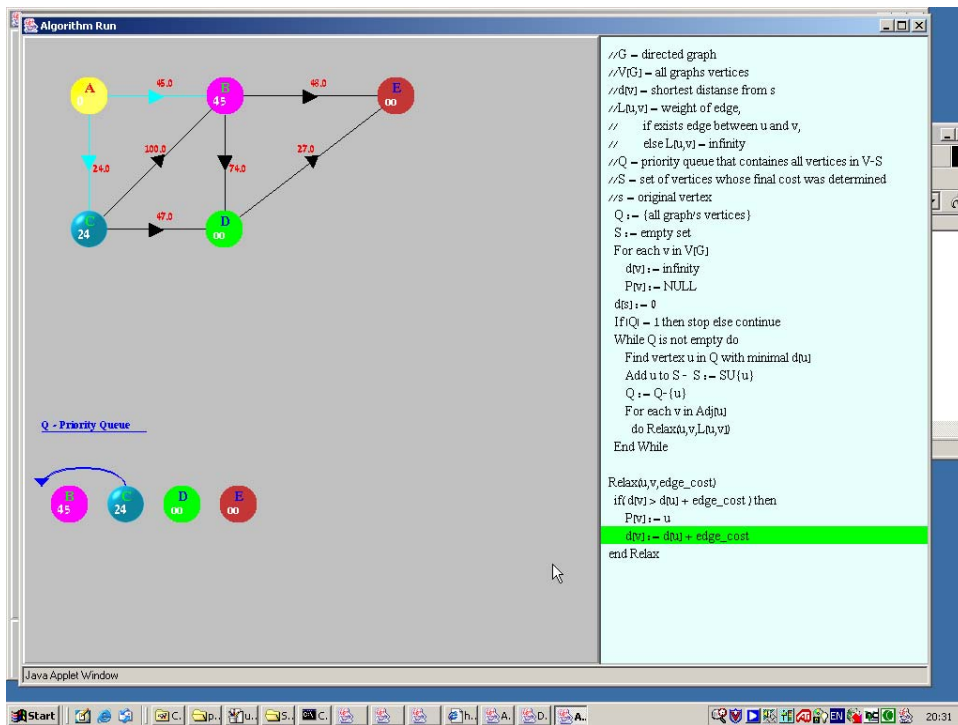 Algorithm Run
A
0
45.0
B
45
48.0
E
00
24.0
100.0
74.0
27.0
C
24
47.0
D
00
Q - Priority Queue
B
45
C
24
D
00
E
00
//G = directed graph
//V[G] = all graphs vertices
//d[v] = shortest distanse from s
//L[u,v] = weight of edge,
// if exists edge between u and v,
// else L[u,v] = infinity
//Q = priority queue that containes all vertices in V-S
//S = set of vertices whose final cost was determined
//s = original vertex
Q := {all graph's vertices}
S := empty set
For each v in V[G]
d[v] := infinity
P[v] := NULL
d[s] := 0
If |Q| = 1 then stop else continue
While Q is not empty do
Find vertex u in Q with minimal d[u]
Add u to S - S := SU{u}
Q := Q-{u}
For each v in Adj[u]
do Relax(u,v,L[u,v])
End While
Relax(u,v,edge_cost)
if( d[v] > d[u] + edge_cost ) then
P[v] := u
d[v] := d[u] + edge_cost
end Relax
Java Applet Window
Start
C.
p..
u..
S..
C.
h..
A.
D.
A..
EN
20:31